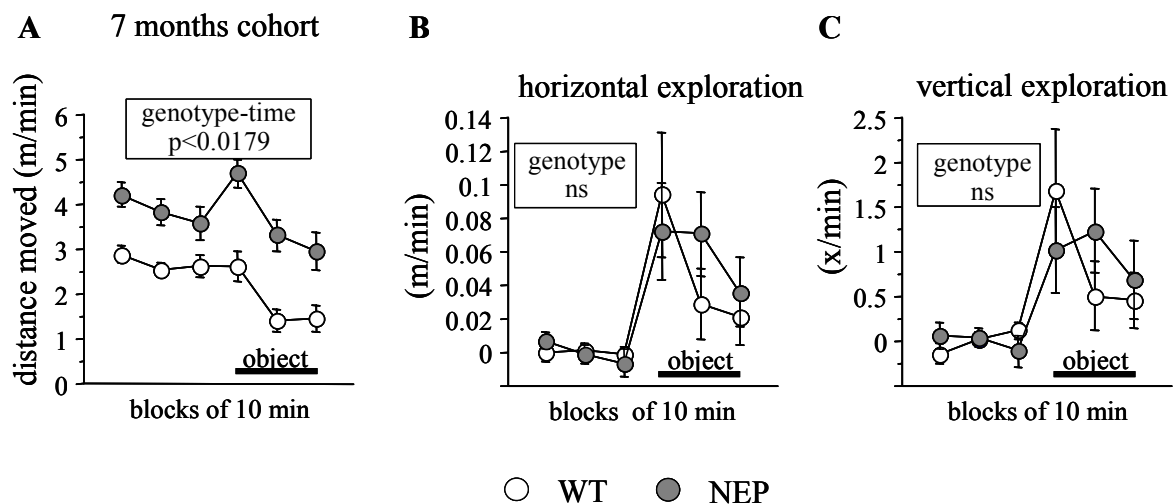 A 7 months cohort
distance moved (m/min)
6
5
4
3
2
1
0
genotype-time
p<0.0179
object
blocks of 10 min
B
horizontal exploration
(m/min)
0.14
0.12
0.1
0.08
0.06
0.04
0.02
0
genotype
ns
object
blocks of 10 min
C
vertical exploration
(x/min)
2.5
2
1.5
1
0.5
0
genotype
ns
object
blocks of 10 min
WT NEP